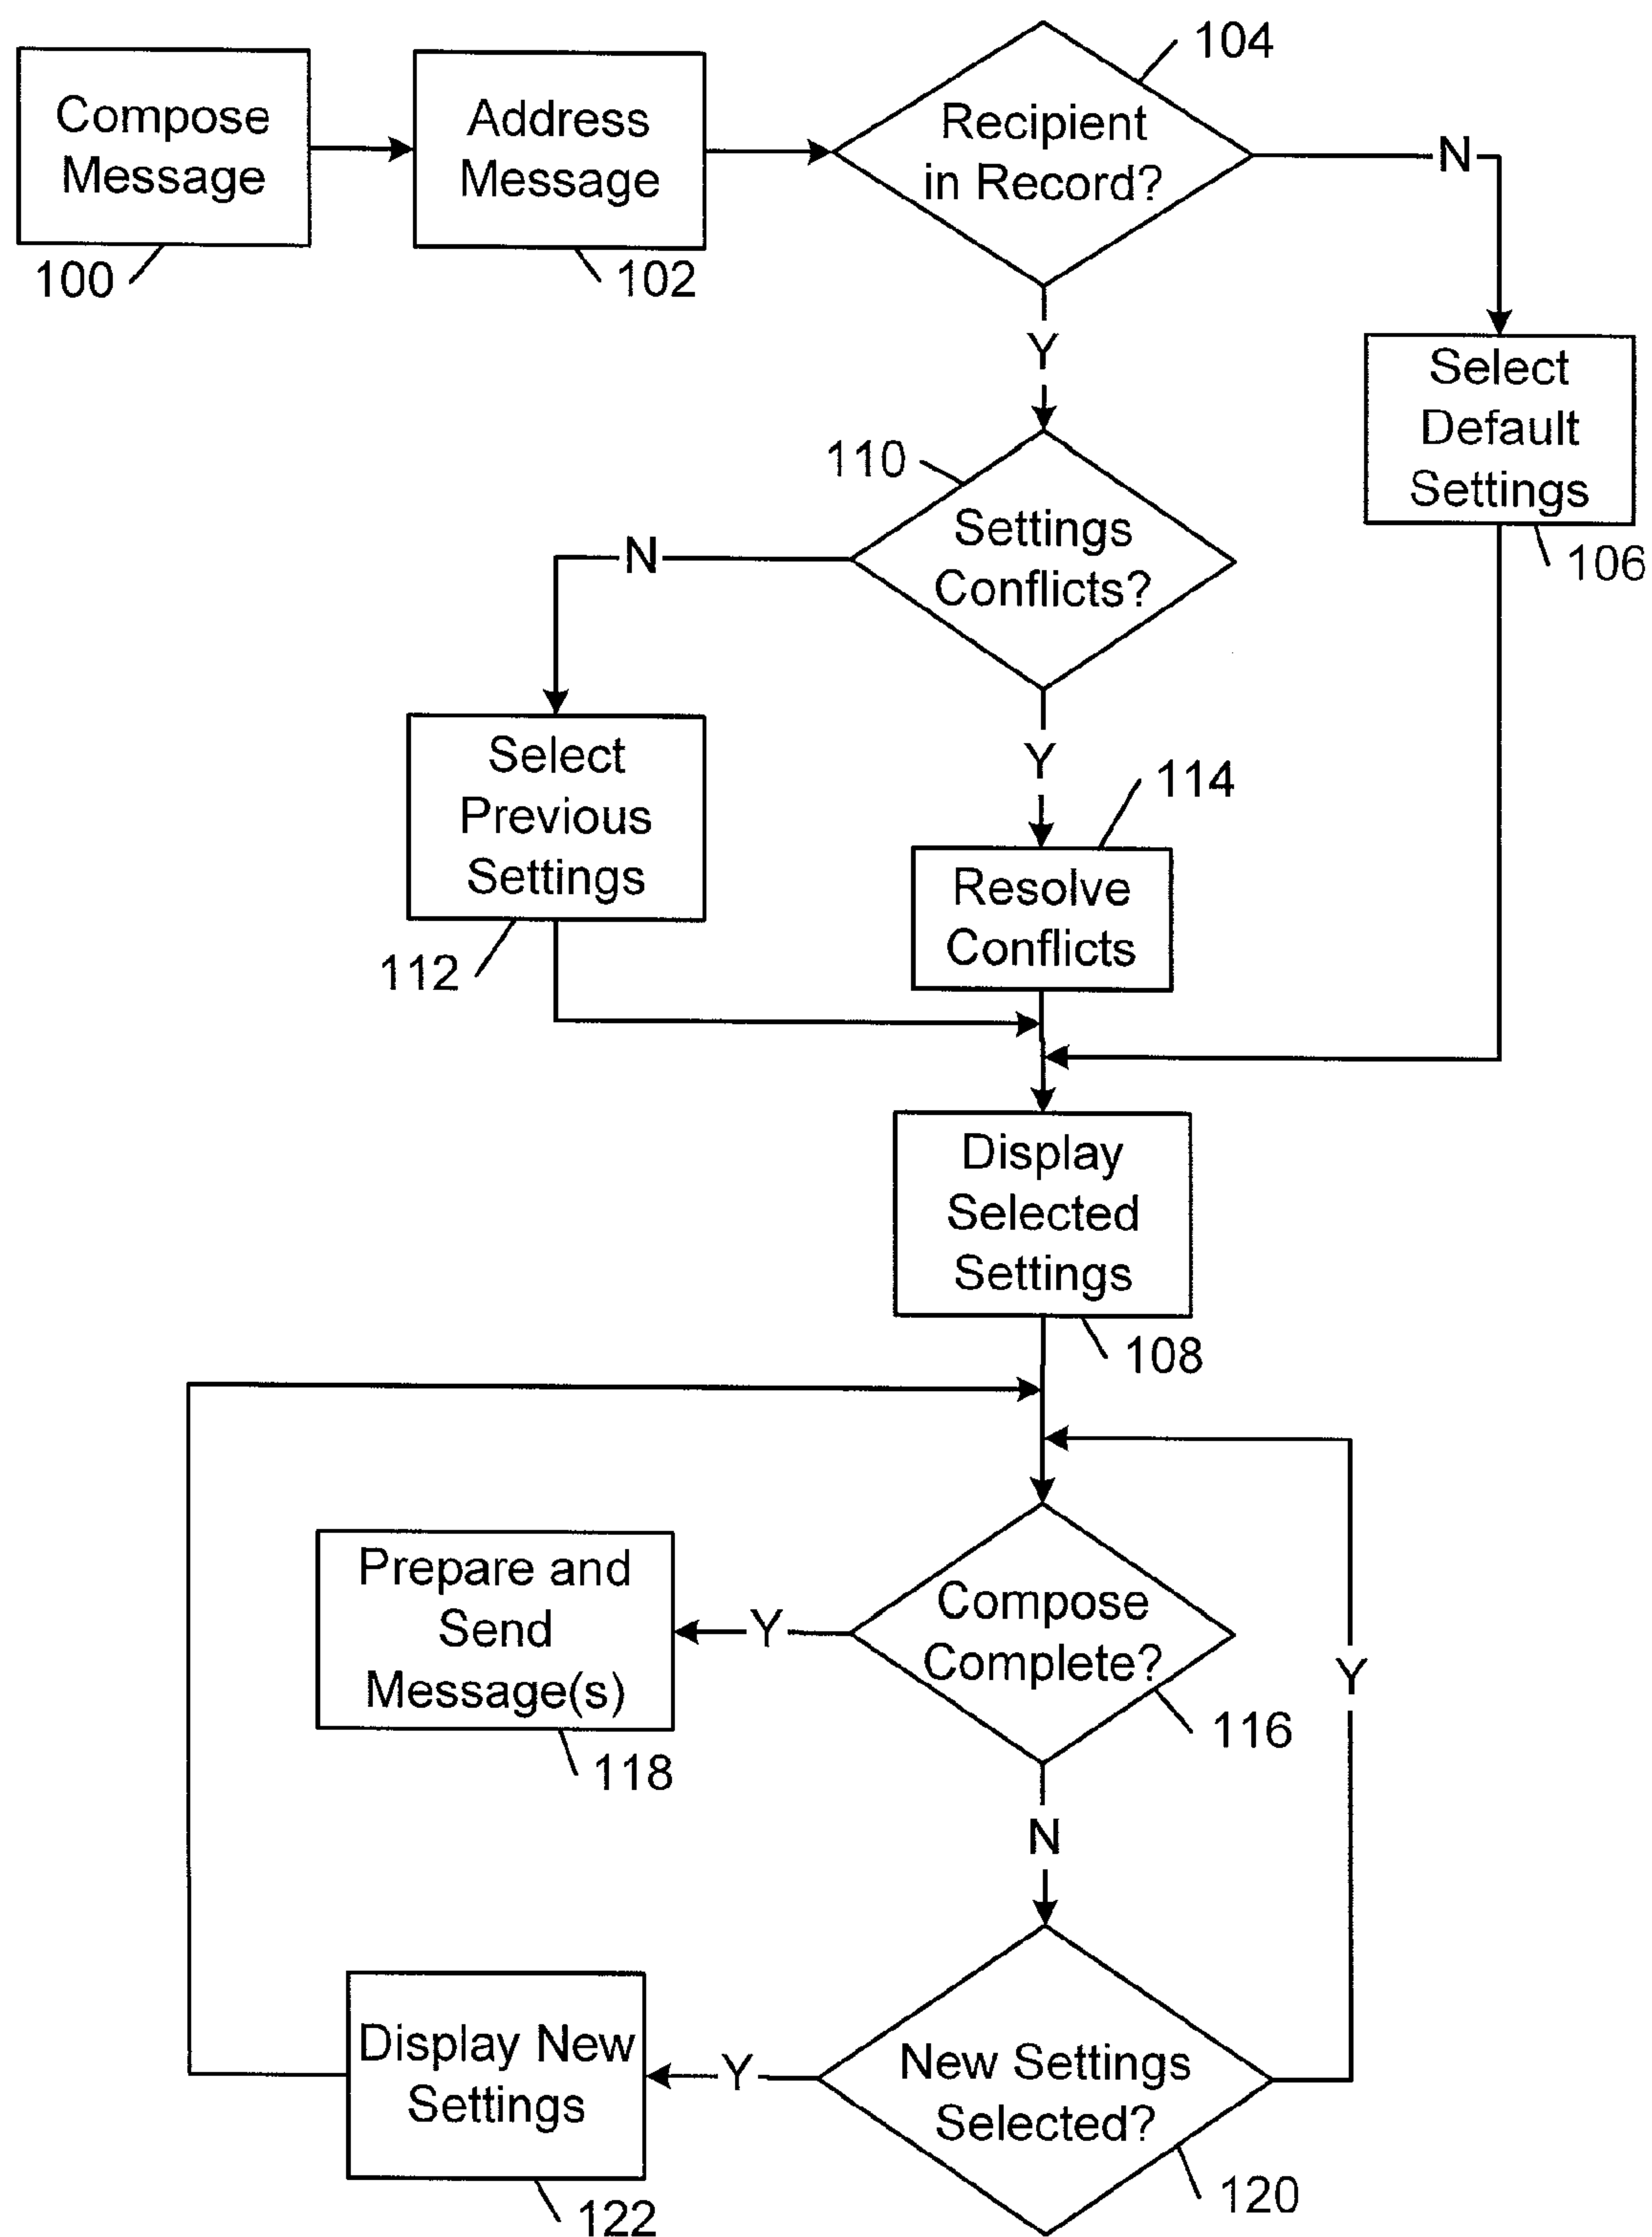 Compose
Message
100
Address
Message
102
Recipient
in Record?
104
N
Y
Select
Default
Settings
106
110
Settings
Conflicts?
N
Y
Select
Previous
Settings
112
114
Resolve
Conflicts
Display
Selected
Settings
108
Compose
Complete?
116
Y
Prepare and
Send
Message(s)
118
Y
N
New Settings
Selected?
120
Y
Display New
Settings
122